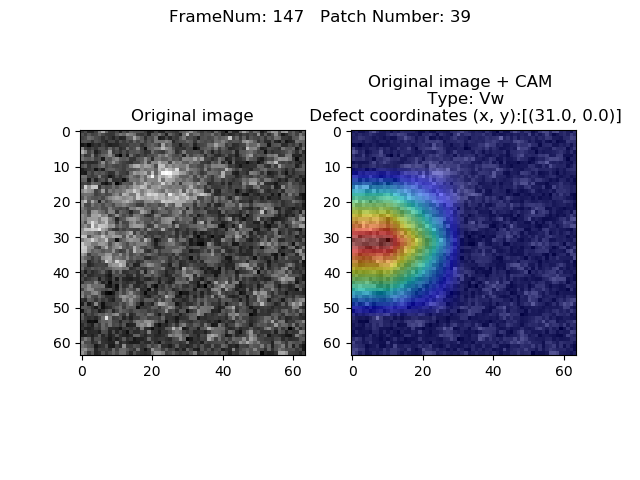 FrameNum: 147   Patch Number: 39
Original image
Original image + CAM
Type: Vw
Defect coordinates (x, y):[(31.0, 0.0)]
0
10
20
30
40
50
60
0 20 40 60
0
10
20
30
40
50
60
0 20 40 60